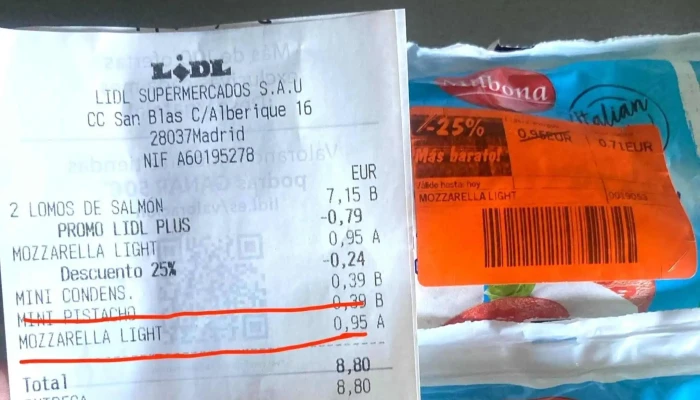 LIDL
LIDL SUPERMERCADOS S.A.U
CC San Blas C/Alberique 16
28037Madrid
NIF A60195278
EUR
2 LOMOS DE SALMON 7,15 B
PROMO LIDL PLUS -0,79
MOZZARELLA LIGHT 0,95 A
Descuento 25% -0,24
MINI CONDENS. 0,39 B
MINI PISTACHO 0,39 B
MOZZARELLA LIGHT 0,95 A
Total 8,80
ENTREGA 8,80
Italian
-25%
Más barato!
0.95EUR 0.71EUR
MOZZARELLA LIGHT